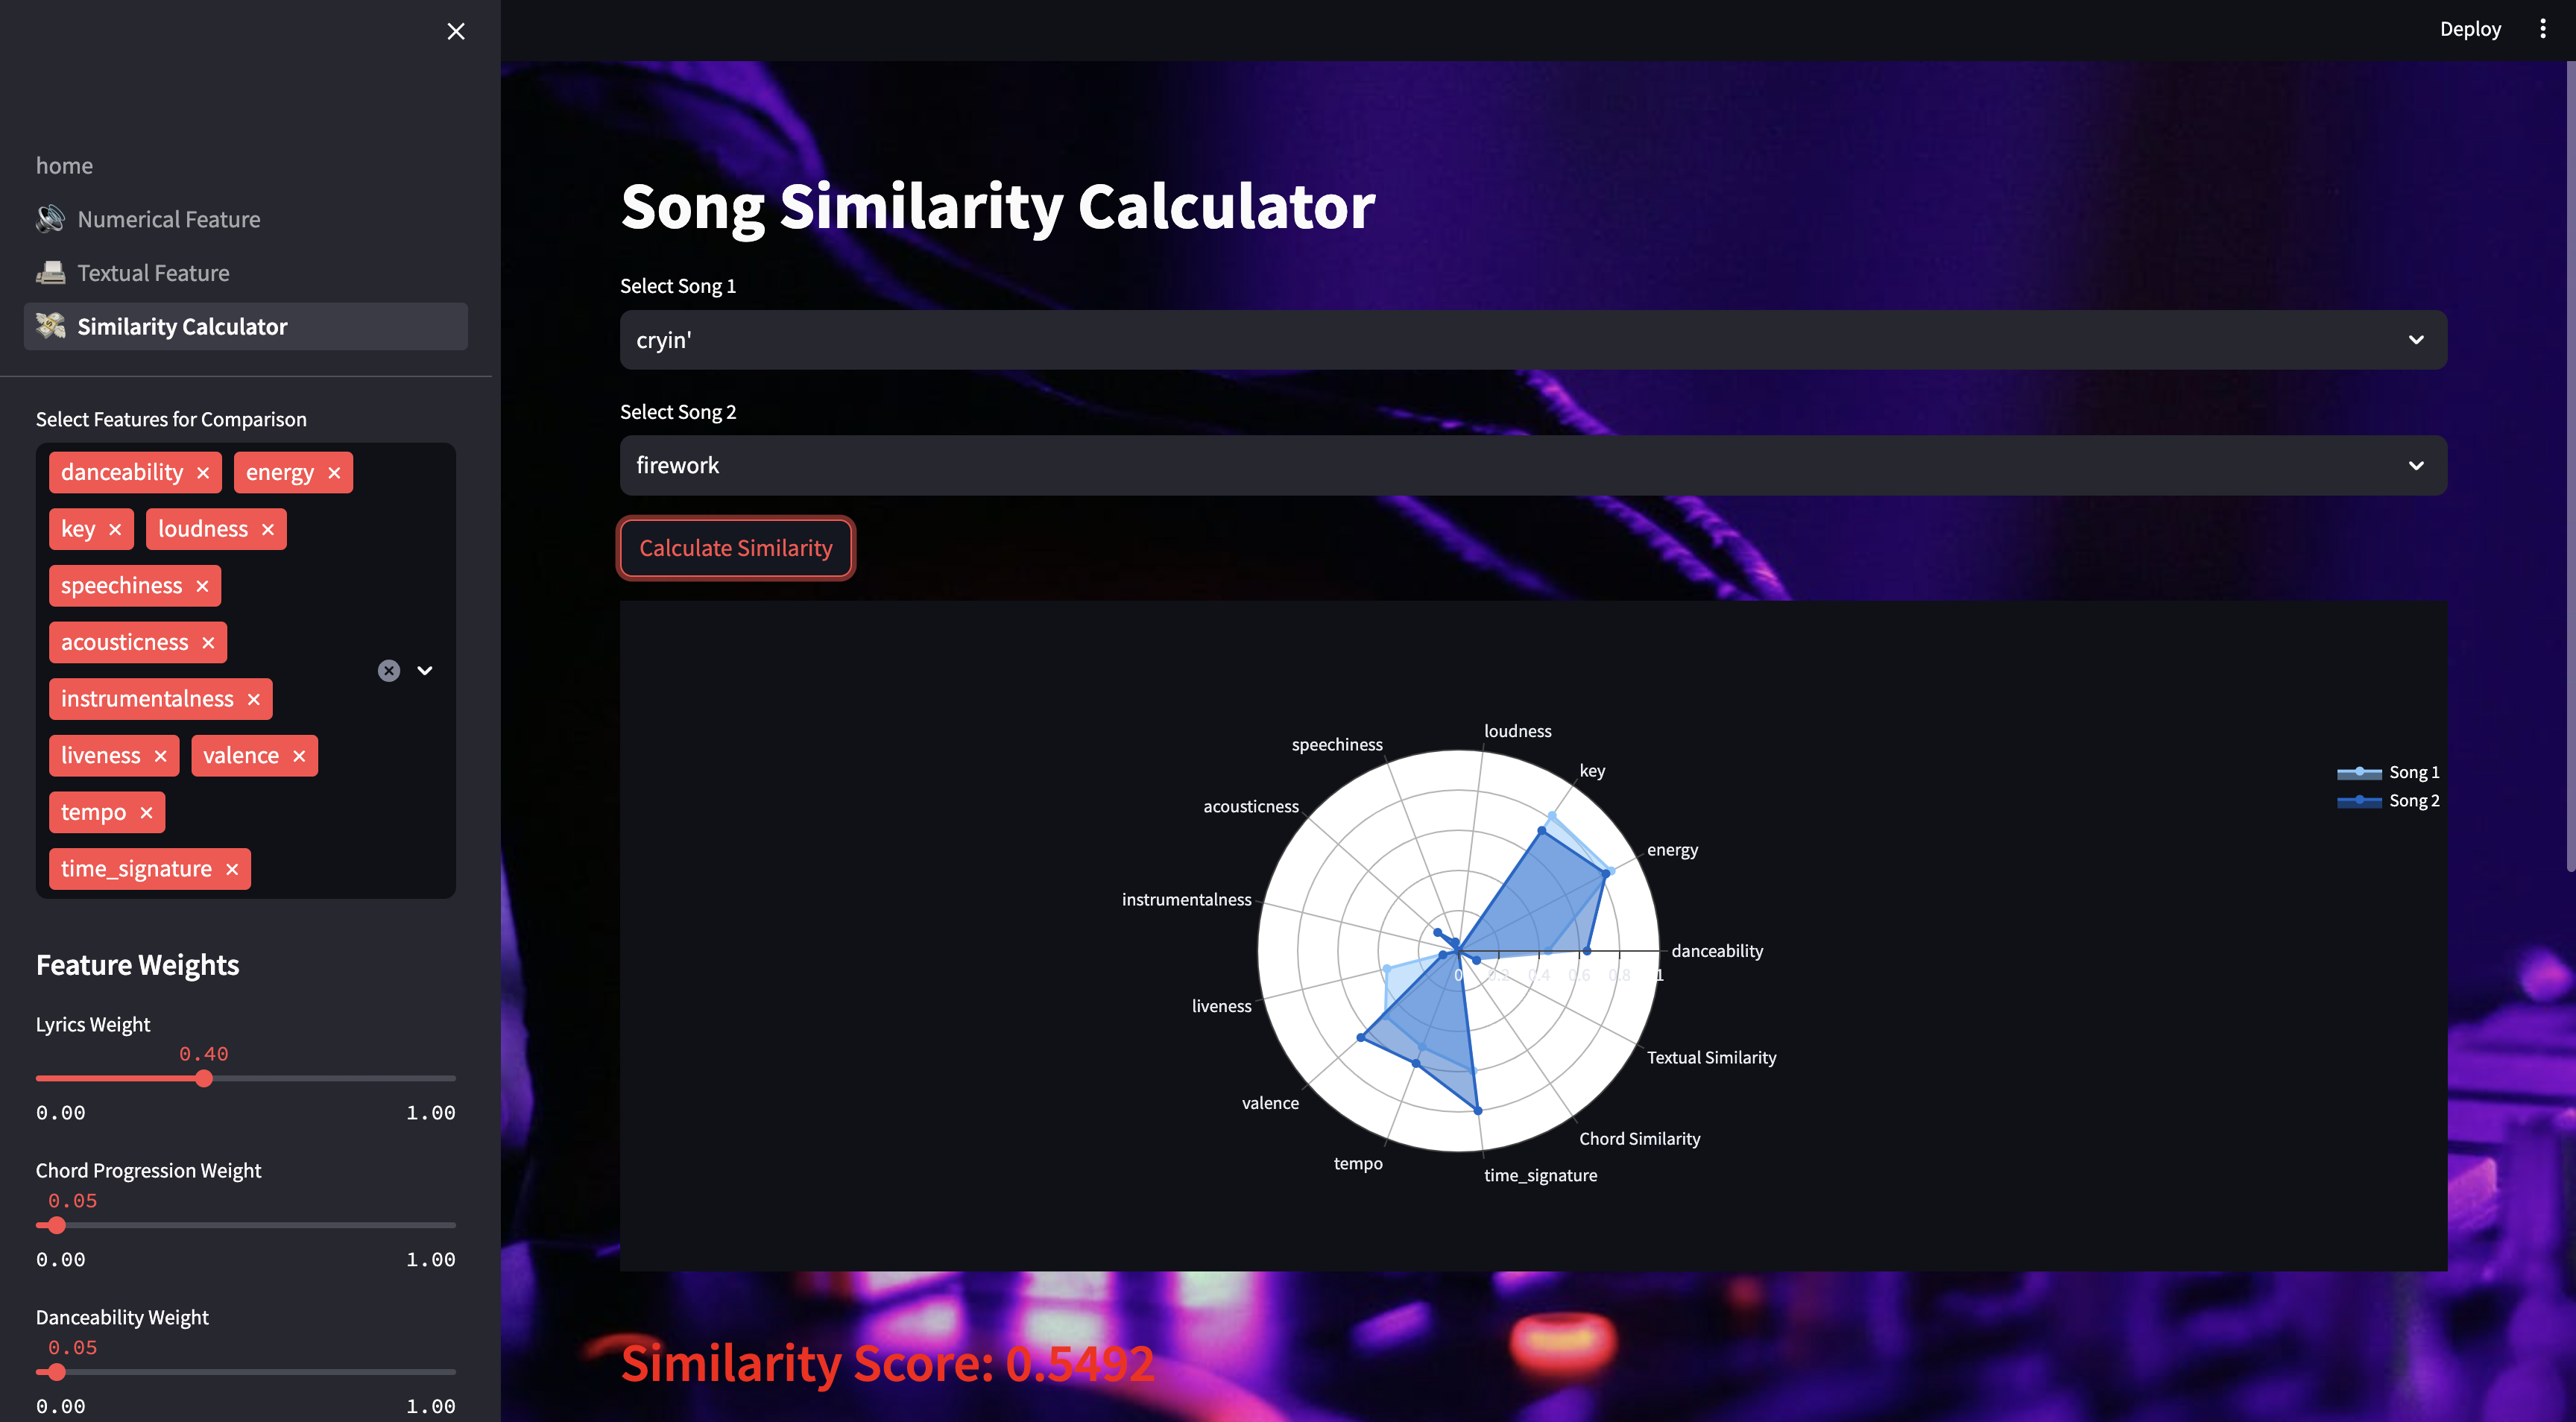 Deploy
home
Numerical Feature
Textual Feature
Similarity Calculator
Select Features for Comparison
danceability energy
key loudness
speechiness
acousticness
instrumentalness
liveness valence
tempo
time_signature
Feature Weights
Lyrics Weight
0.40
0.00 1.00
Chord Progression Weight
0.05
0.00 1.00
Danceability Weight
0.05
0.00 1.00
Song Similarity Calculator
Select Song 1
cryin'
Select Song 2
firework
Calculate Similarity
loudness
speechiness
key
Song 1
Song 2
acousticness
energy
instrumentalness
danceability
0 0.2 0.4 0.6 0.8 1
liveness
Textual Similarity
valence
Chord Similarity
tempo
time_signature
Similarity Score: 0.5492